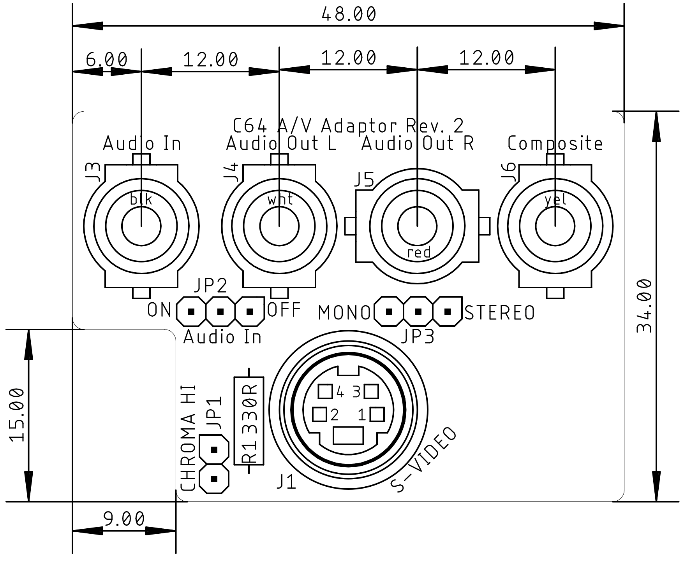 48.00
6.00 12.00 12.00 12.00
C64 A/V Adaptor Rev. 2
Audio In Audio Out L Audio Out R Composite
J3 J4 J5 J6
blk wht red yel
JP2
ON OFF MONO STEREO
Audio In JP3
34.00
15.00
CHROMA HI
JP1
R1 330R
4 3
2 1
J1
S-VIDEO
9.00